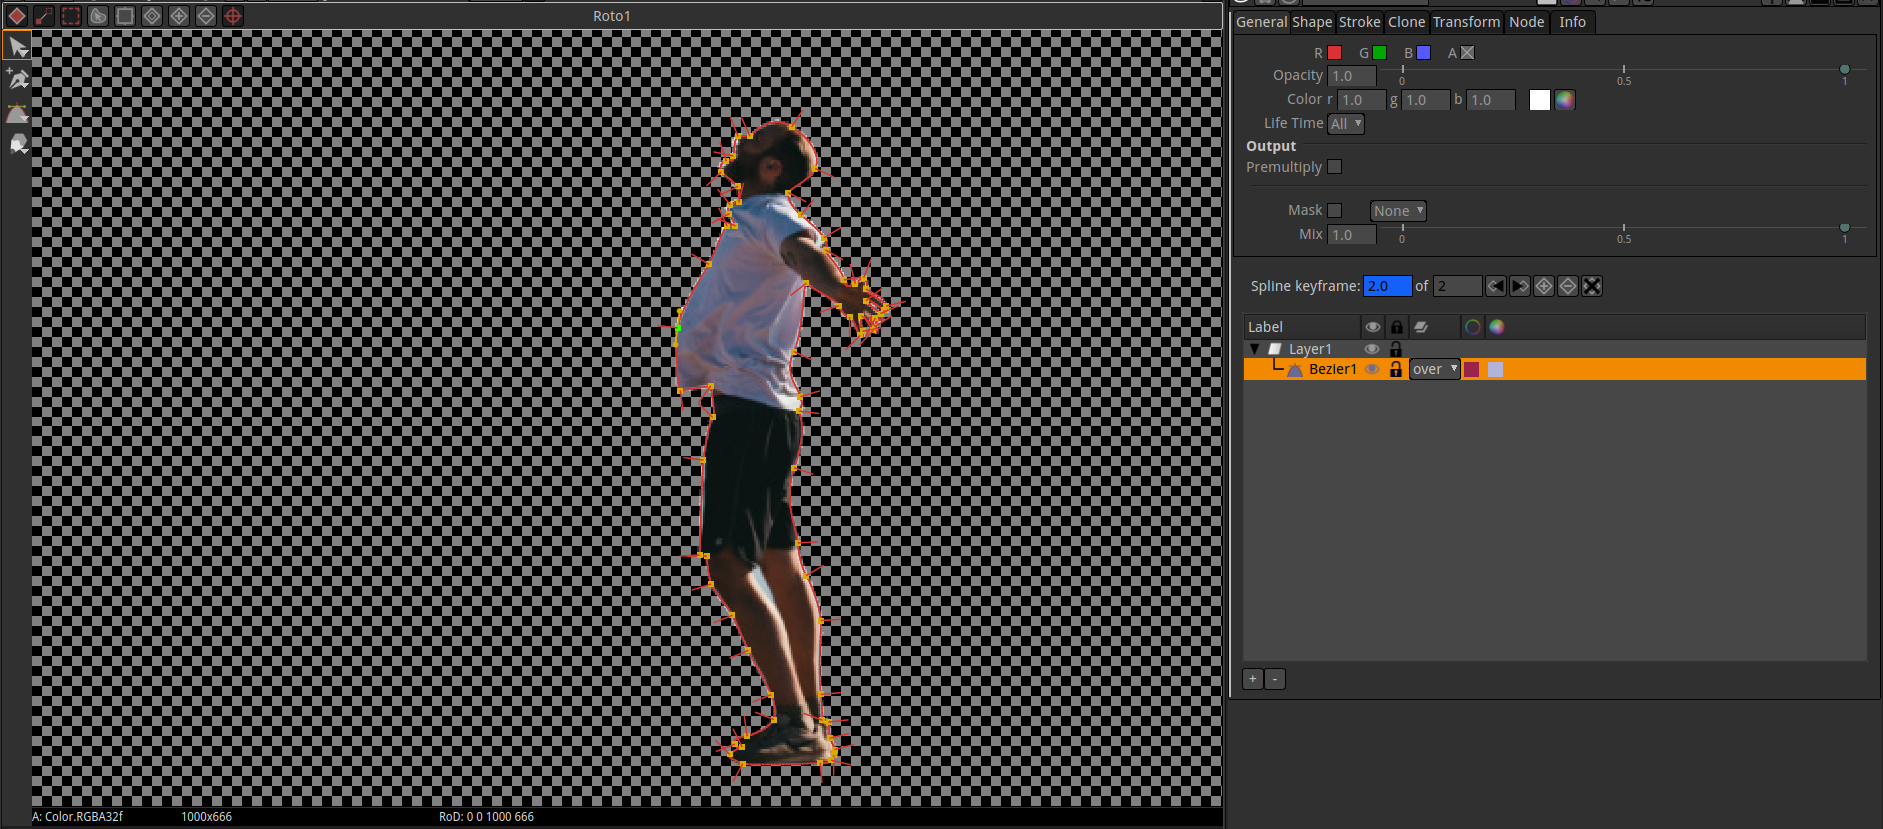 Roto1
General Shape Stroke Clone Transform Node Info
R G B A
Opacity 1.0 0 0.5 1
Color r 1.0 g 1.0 b 1.0
Life Time All
Output
Premultiply
Mask None
Mix 1.0 0 0.5 1
Spline keyframe: 2.0 of 2
Label
Layer1
Bezier1 over
+ -
A: Color.RGBA32f 1000x666 RoD: 0 0 1000 666